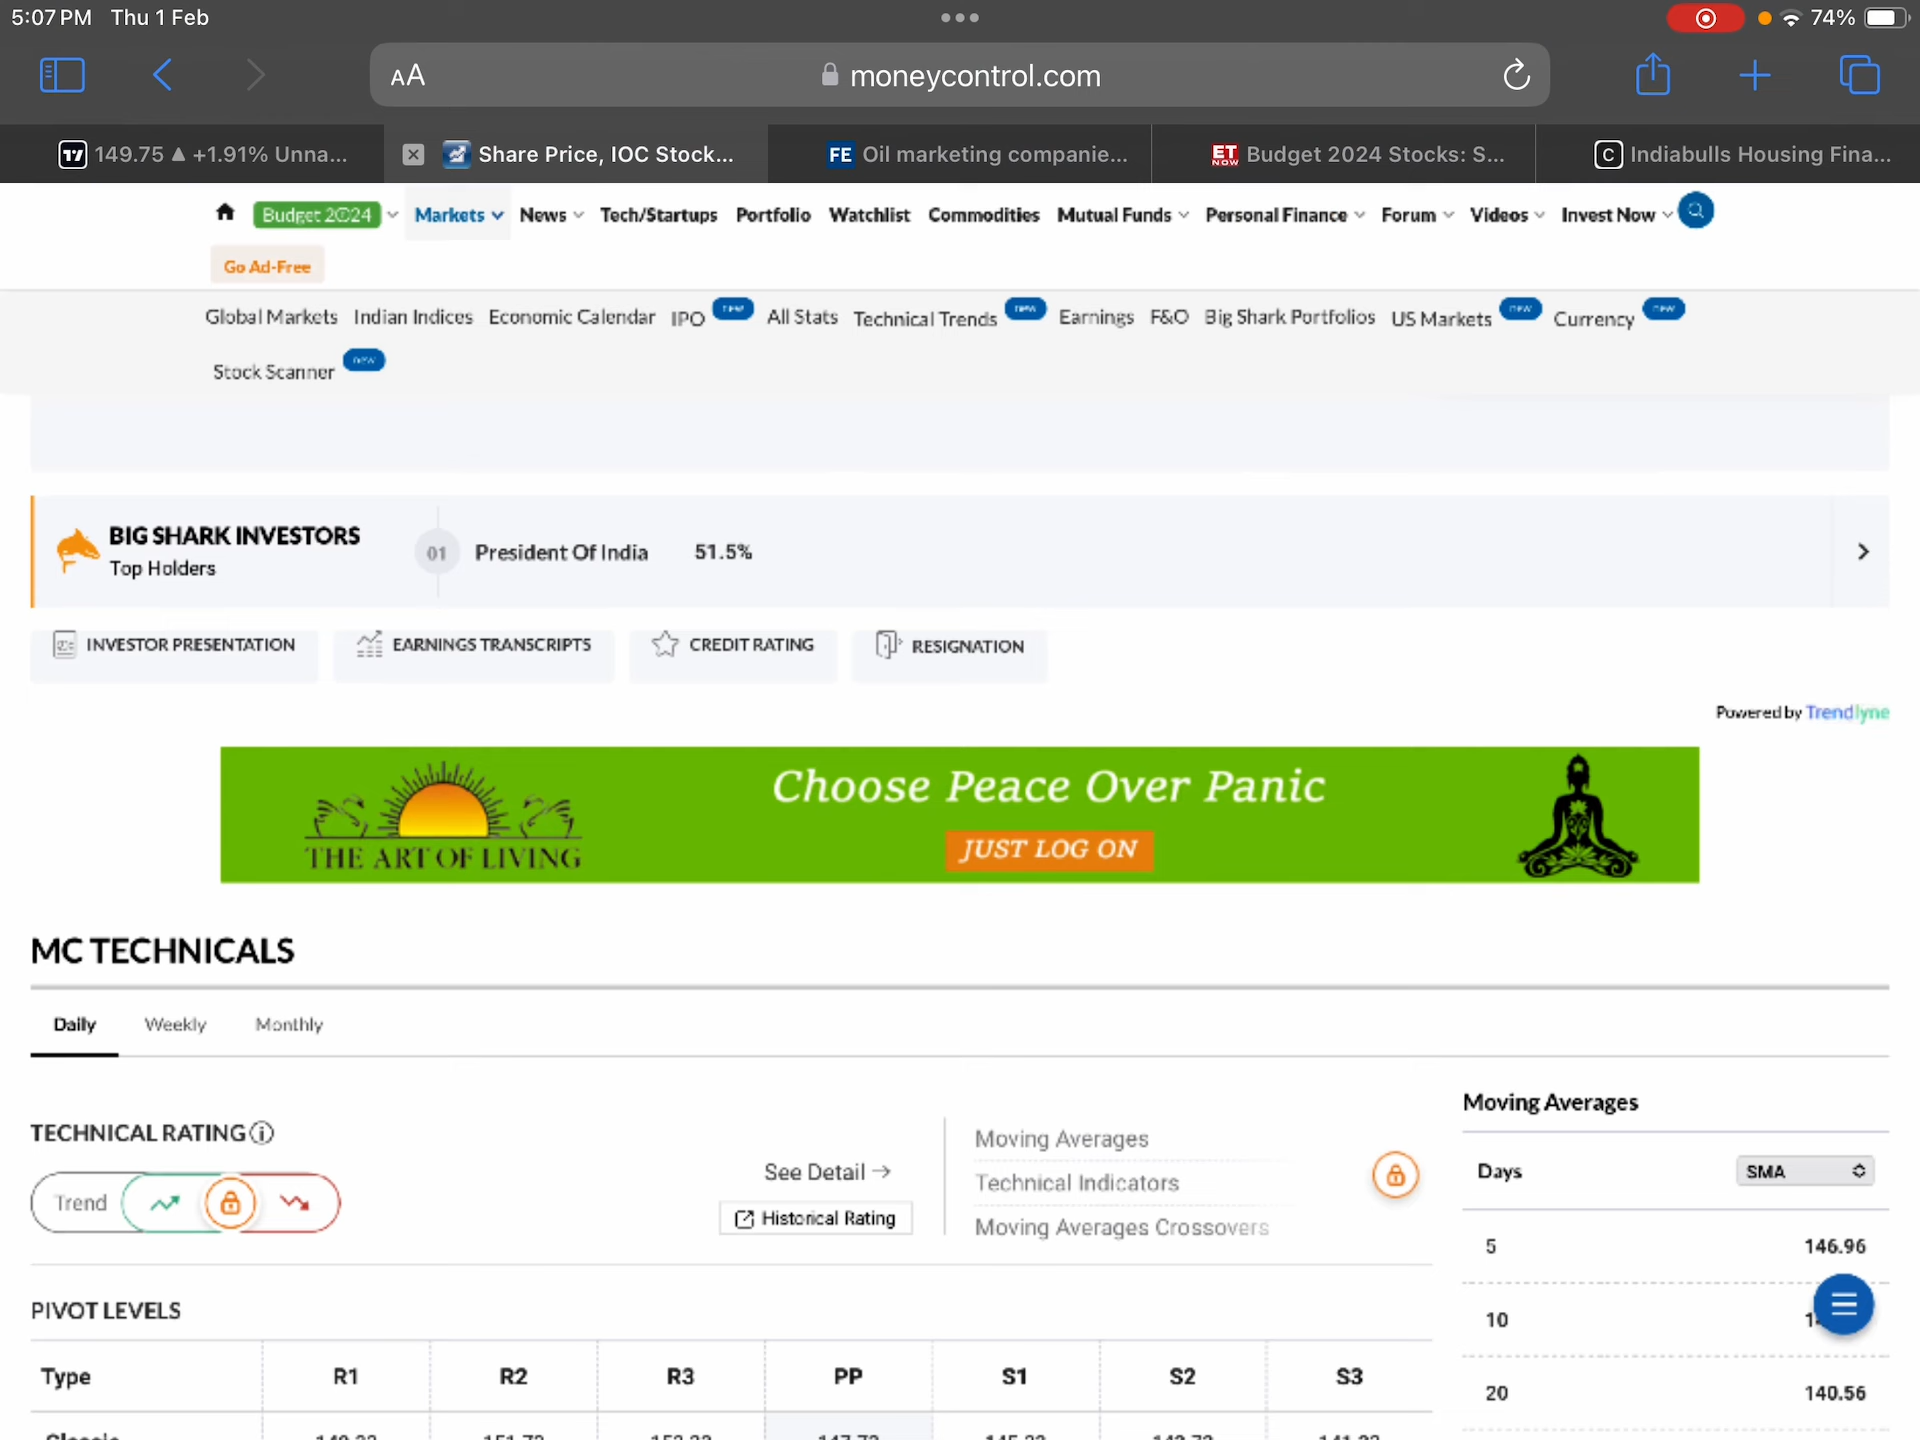 5:07 PM Thu 1 Feb
74%
AA
moneycontrol.com
149.75 ▲ +1.91% Unna...
Share Price, IOC Stock...
FE Oil marketing companie...
ET NOW Budget 2024 Stocks: S...
C Indiabulls Housing Fina...
Budget 2024 Markets News Tech/Startups Portfolio Watchlist Commodities Mutual Funds Personal Finance Forum Videos Invest Now
Go Ad-Free
Global Markets Indian Indices Economic Calendar IPO new All Stats Technical Trends new Earnings F&O Big Shark Portfolios US Markets new Currency new
Stock Scanner new
BIG SHARK INVESTORS
Top Holders
01 President Of India 51.5%
INVESTOR PRESENTATION EARNINGS TRANSCRIPTS CREDIT RATING RESIGNATION
Powered by Trendlyne
THE ART OF LIVING
Choose Peace Over Panic
JUST LOG ON
MC TECHNICALS
Daily Weekly Monthly
TECHNICAL RATING
Trend
See Detail →
Historical Rating
Moving Averages
Technical Indicators
Moving Averages Crossovers
Moving Averages
Days SMA
5 146.96
10
20 140.56
PIVOT LEVELS
Type R1 R2 R3 PP S1 S2 S3